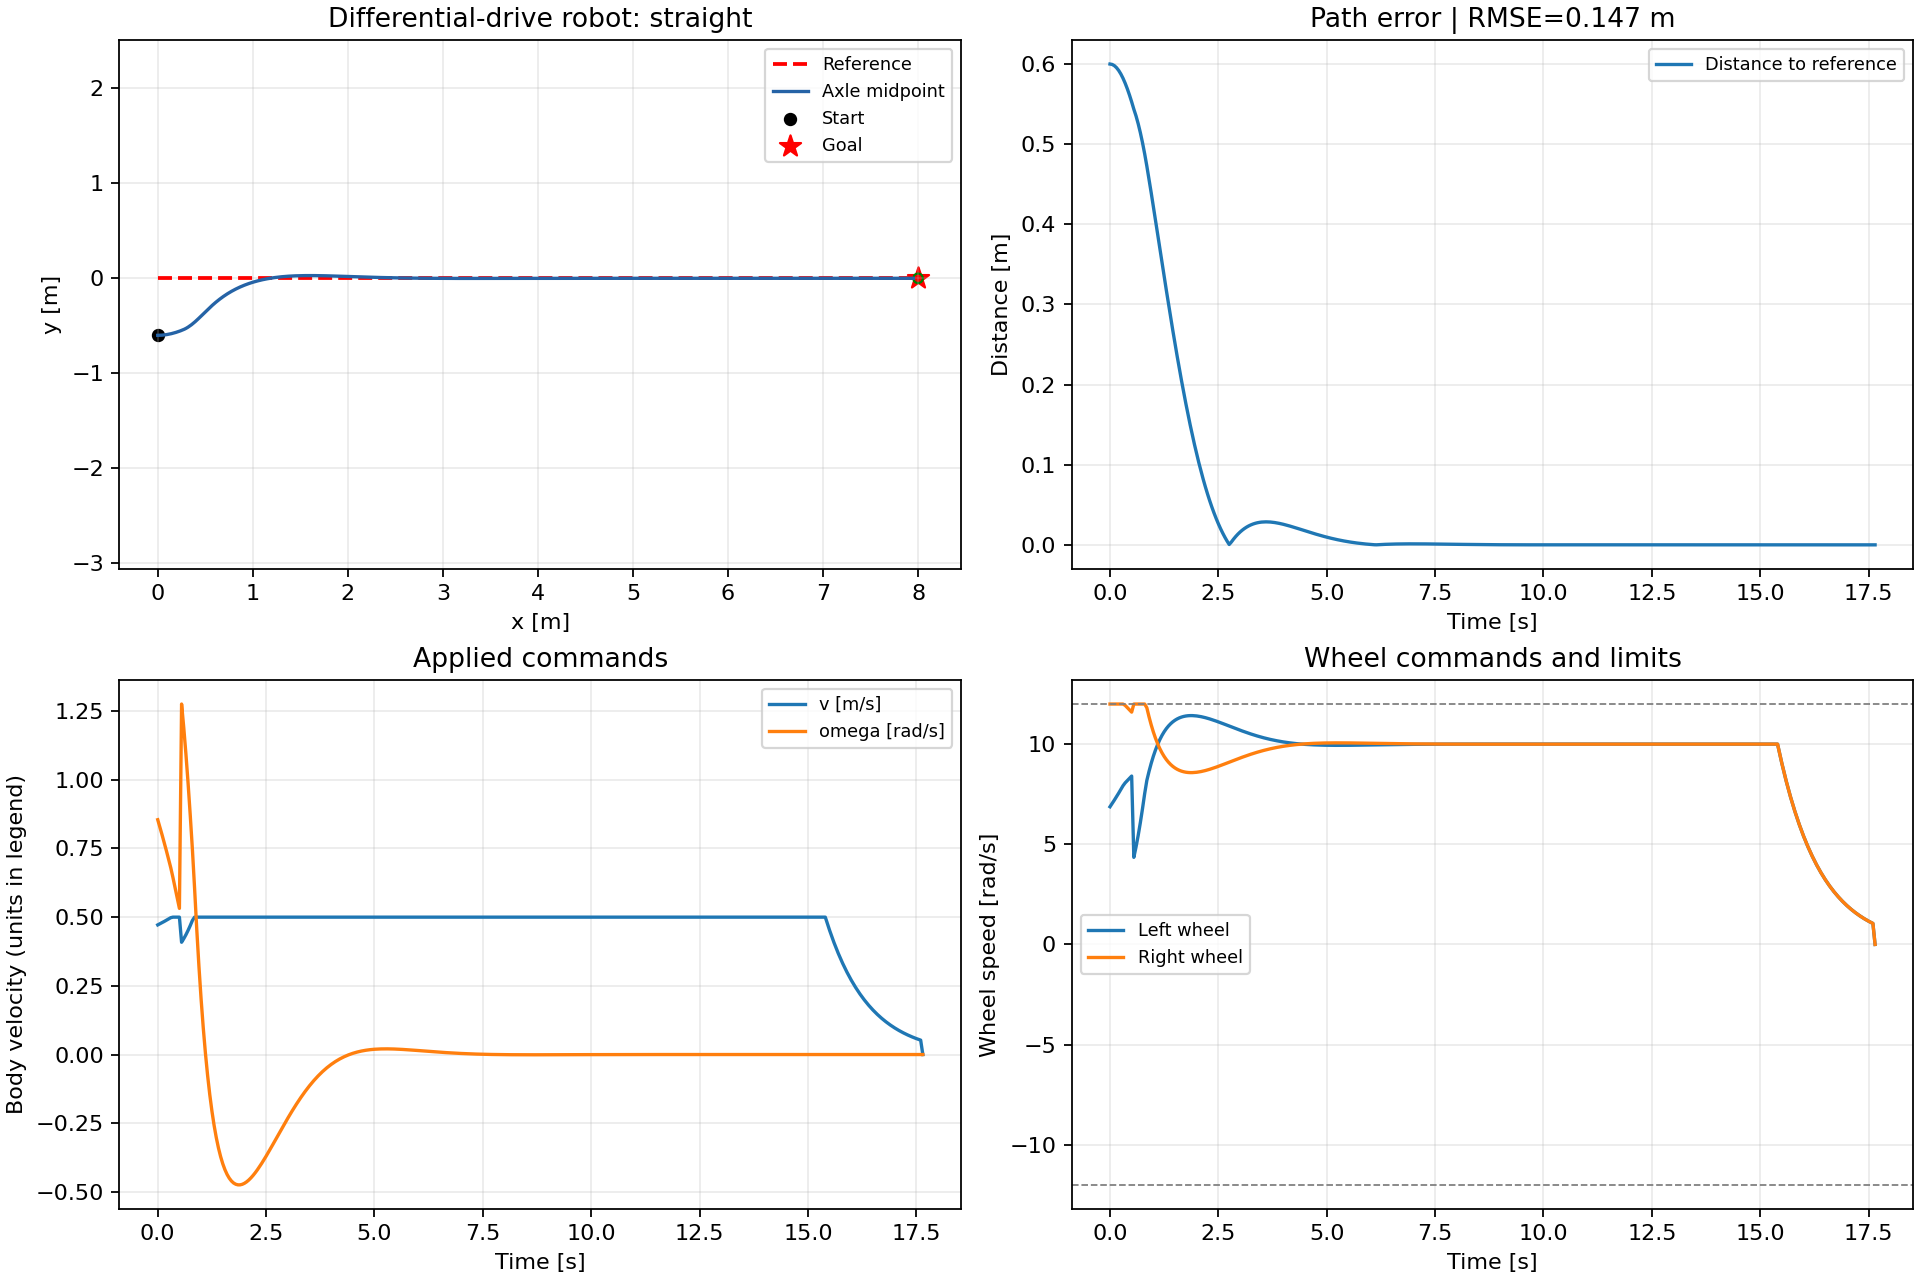 Differential-drive robot: straight
2
1
0
−1
−2
−3
y [m]
Reference
Axle midpoint
Start
Goal
0 1 2 3 4 5 6 7 8
x [m]
Path error | RMSE=0.147 m
0.6
0.5
0.4
0.3
0.2
0.1
0.0
Distance [m]
Distance to reference
0.0 2.5 5.0 7.5 10.0 12.5 15.0 17.5
Time [s]
Applied commands
1.25
1.00
0.75
0.50
0.25
0.00
−0.25
−0.50
Body velocity (units in legend)
v [m/s]
omega [rad/s]
0.0 2.5 5.0 7.5 10.0 12.5 15.0 17.5
Time [s]
Wheel commands and limits
10
5
0
−5
−10
Wheel speed [rad/s]
Left wheel
Right wheel
0.0 2.5 5.0 7.5 10.0 12.5 15.0 17.5
Time [s]